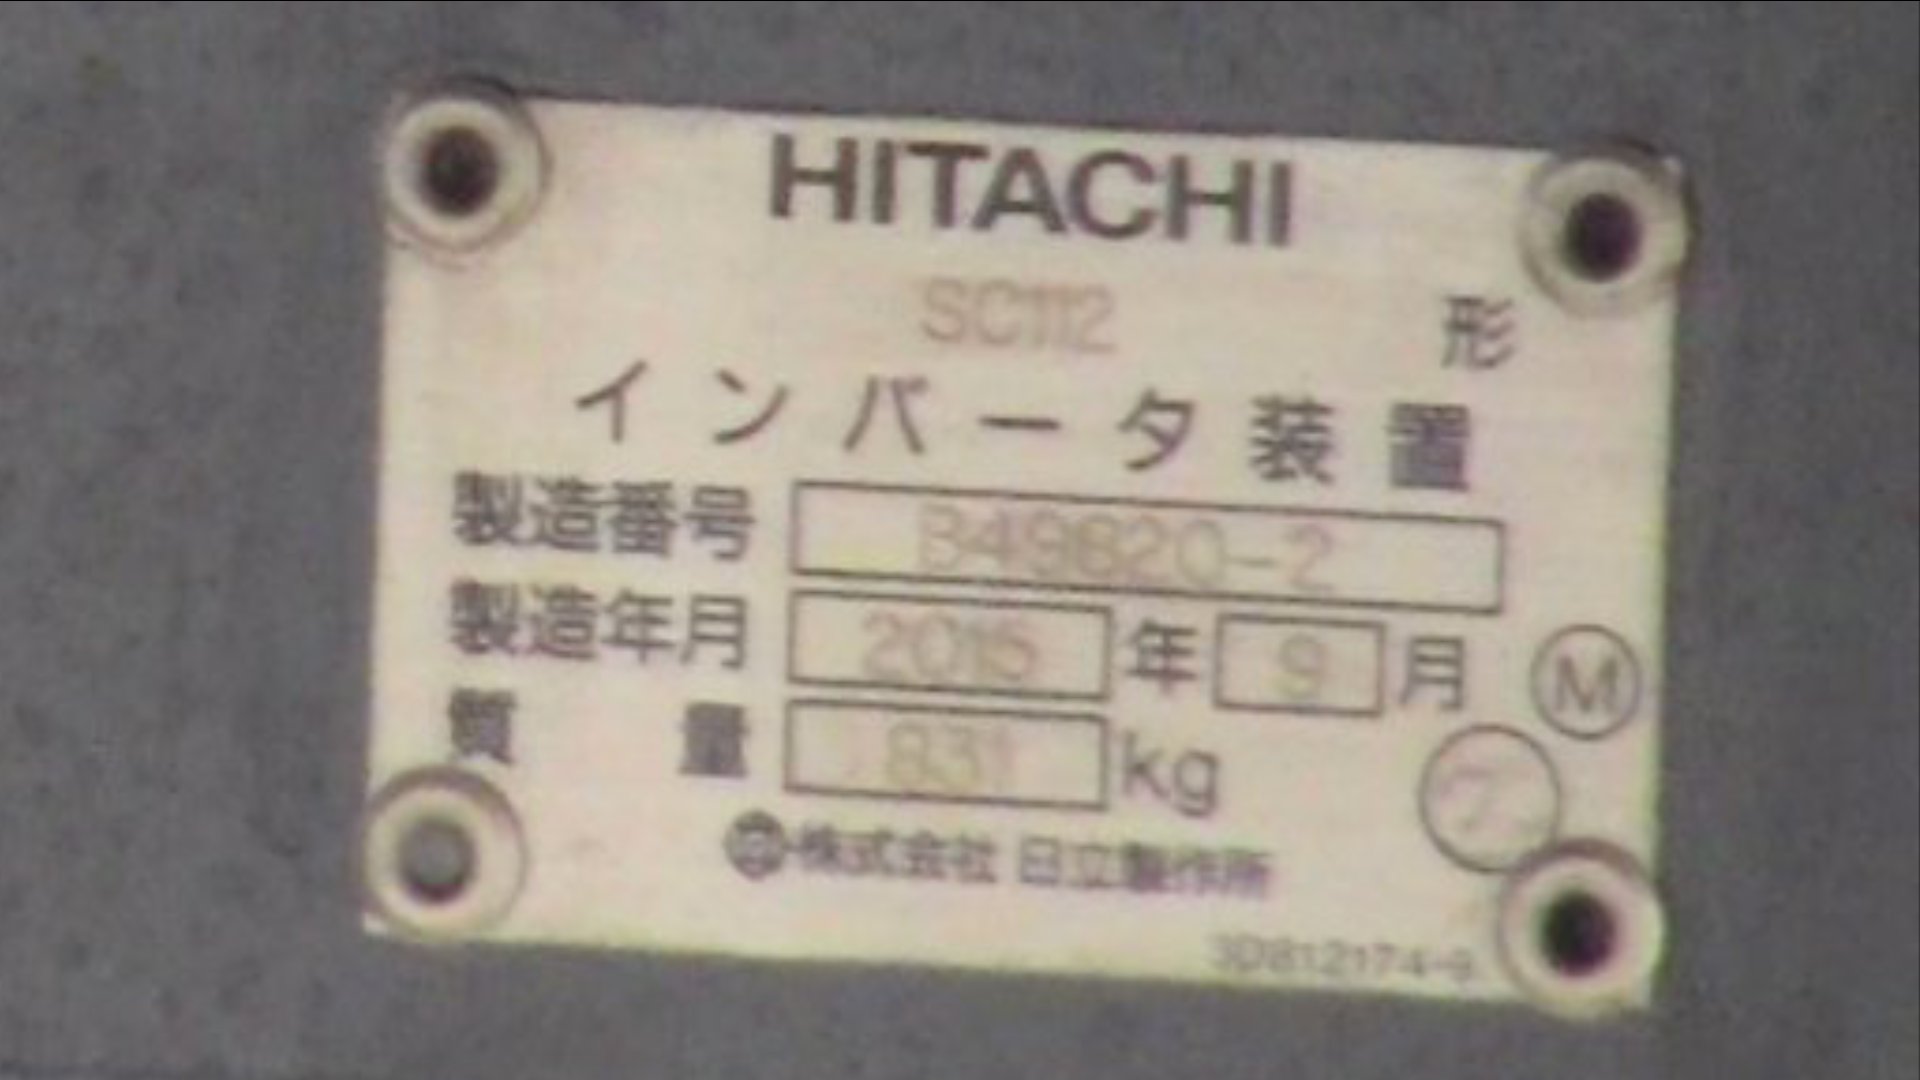 HITACHI
SC112 形
インバータ装置
製造番号 B49820-2
製造年月 2015 年 9 月
質量 831 kg
株式会社 日立製作所
M
3D812174-9